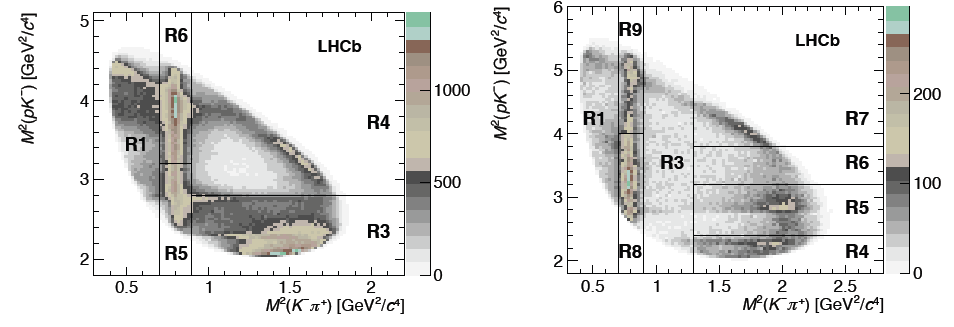 M²(pK⁻) [GeV²/c⁴]
5
4
3
2
R6
LHCb
R1
R4
R5
R3
0.5
1
1.5
2
M²(K⁻π⁺) [GeV²/c⁴]
1000
500
0
M²(pK⁻) [GeV²/c⁴]
6
5
4
3
2
R9
LHCb
R1
R7
R3
R6
R5
R8
R4
0.5
1
1.5
2
2.5
M²(K⁻π⁺) [GeV²/c⁴]
200
100
0